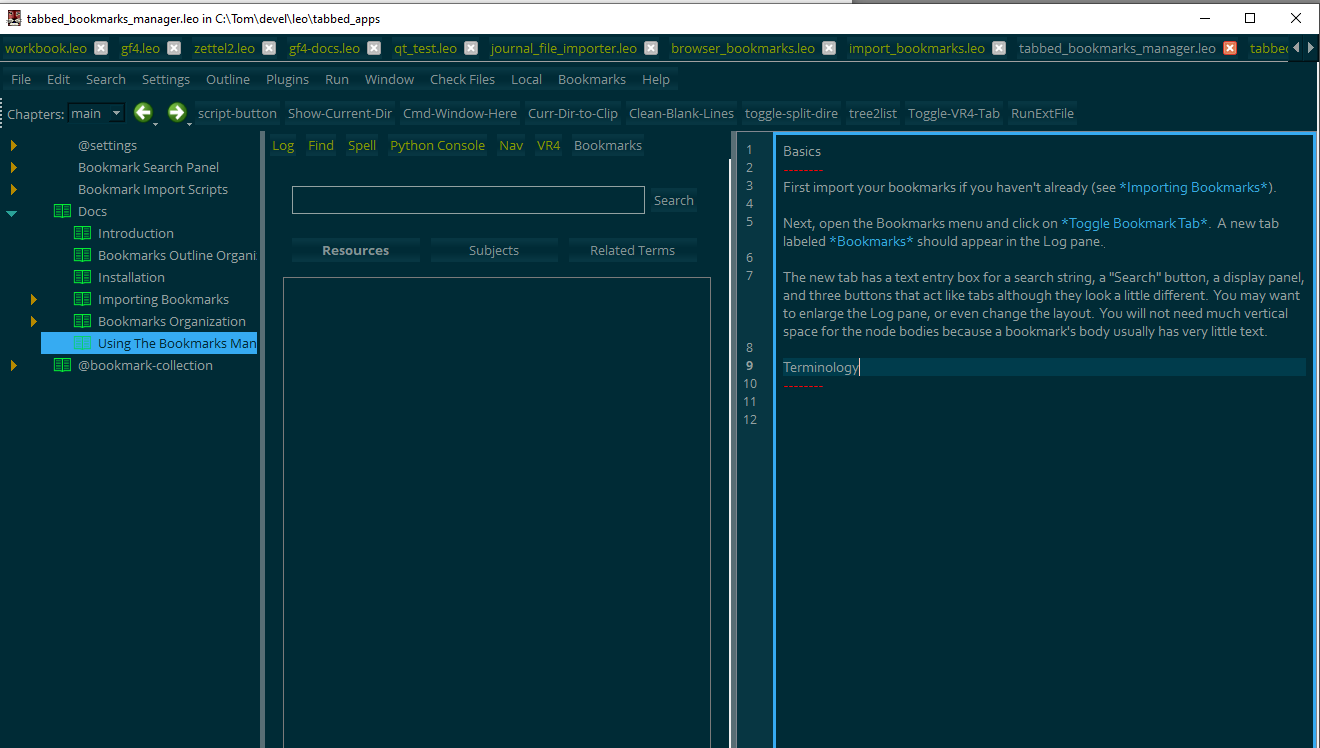 tabbed_bookmarks_manager.leo in C:\Tom\devel\leo\tabbed_apps
workbook.leo gf4.leo zettel2.leo gf4-docs.leo qt_test.leo journal_file_importer.leo browser_bookmarks.leo import_bookmarks.leo tabbed_bookmarks_manager.leo tabbed
File Edit Search Settings Outline Plugins Run Window Check Files Local Bookmarks Help
Chapters: main script-button Show-Current-Dir Cmd-Window-Here Curr-Dir-to-Clip Clean-Blank-Lines toggle-split-dire tree2list Toggle-VR4-Tab RunExtFile
@settings
Bookmark Search Panel
Bookmark Import Scripts
Docs
Introduction
Bookmarks Outline Organi
Installation
Importing Bookmarks
Bookmarks Organization
Using The Bookmarks Man
@bookmark-collection
Log Find Spell Python Console Nav VR4 Bookmarks
Search
Resources Subjects Related Terms
1 Basics
2 --------
3 First import your bookmarks if you haven't already (see *Importing Bookmarks*).
4
5 Next, open the Bookmarks menu and click on *Toggle Bookmark Tab*. A new tab
labeled *Bookmarks* should appear in the Log pane.
6
7 The new tab has a text entry box for a search string, a "Search" button, a display panel,
and three buttons that act like tabs although they look a little different. You may want
to enlarge the Log pane, or even change the layout. You will not need much vertical
space for the node bodies because a bookmark's body usually has very little text.
8
9 Terminology
10 --------
11
12